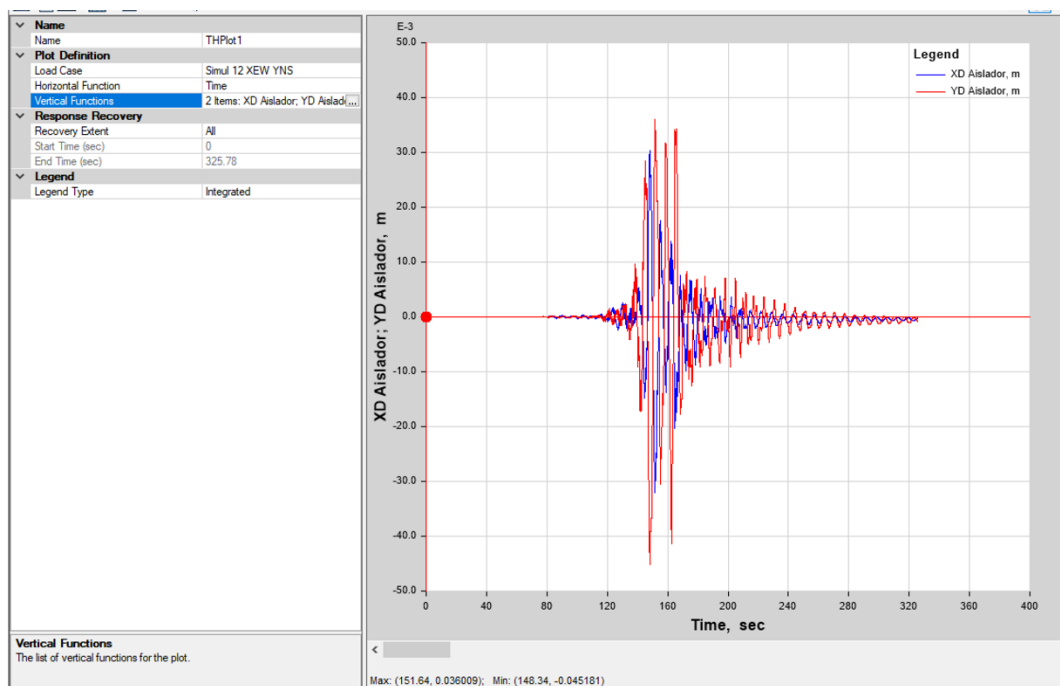 Name
Name THPlot1
Plot Definition
Load Case Simul 12 XEW YNS
Horizontal Function Time
Vertical Functions 2 Items: XD Aislador; YD Aislad ...
Response Recovery
Recovery Extent All
Start Time (sec) 0
End Time (sec) 325.78
Legend
Legend Type Integrated
Vertical Functions
The list of vertical functions for the plot.
E-3
50.0
40.0
30.0
20.0
10.0
0.0
-10.0
-20.0
-30.0
-40.0
-50.0
XD Aislador; YD Aislador, m
Legend
XD Aislador, m
YD Aislador, m
0 40 80 120 160 200 240 280 320 360 400
Time, sec
Max: (151.64, 0.036009); Min: (148.34, -0.045181)